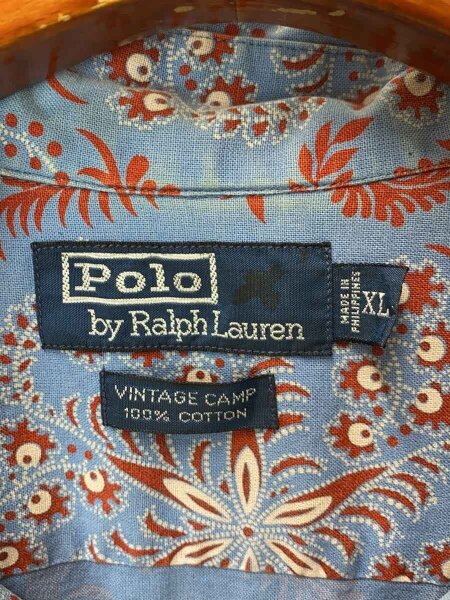 Polo
by Ralph Lauren
MADE IN
PHILIPPINES
XL
VINTAGE CAMP
100% COTTON